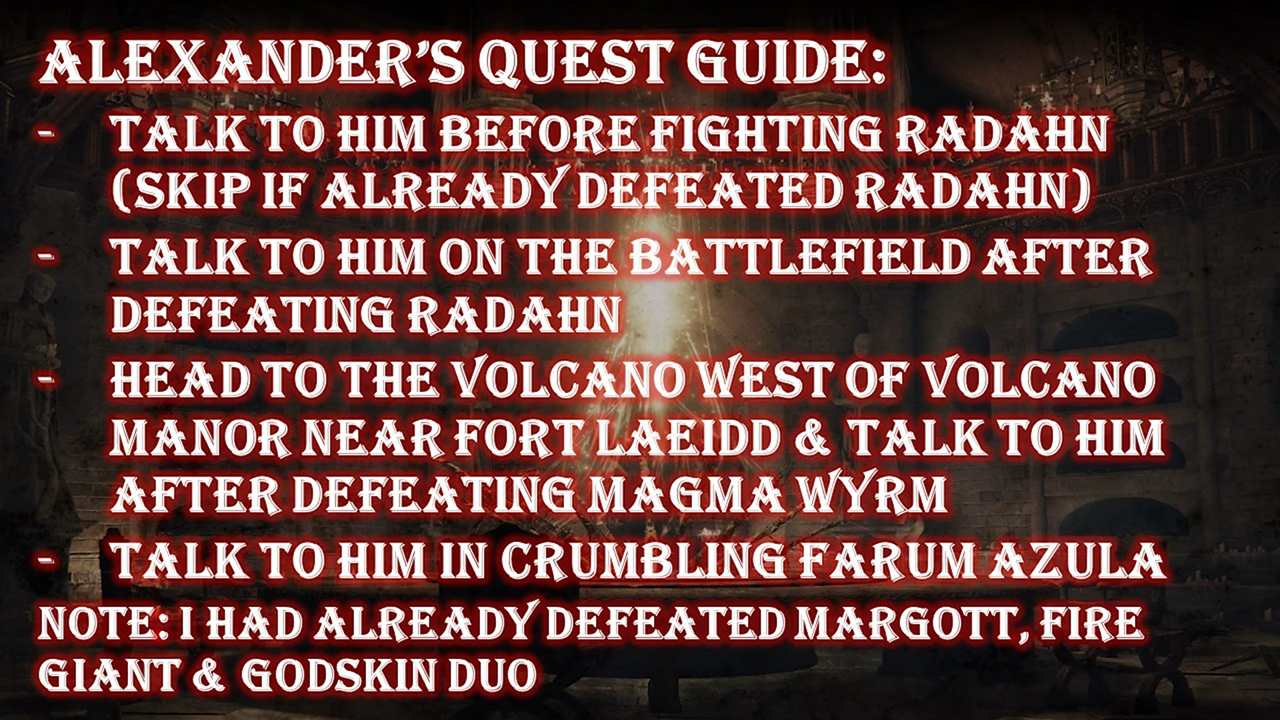 ALEXANDER'S QUEST GUIDE:
- TALK TO HIM BEFORE FIGHTING RADAHN
(SKIP IF ALREADY DEFEATED RADAHN)
- TALK TO HIM ON THE BATTLEFIELD AFTER
DEFEATING RADAHN
- HEAD TO THE VOLCANO WEST OF VOLCANO
MANOR NEAR FORT LAEIDD & TALK TO HIM
AFTER DEFEATING MAGMA WYRM
- TALK TO HIM IN CRUMBLING FARUM AZULA
NOTE: I HAD ALREADY DEFEATED MARGOTT, FIRE
GIANT & GODSKIN DUO